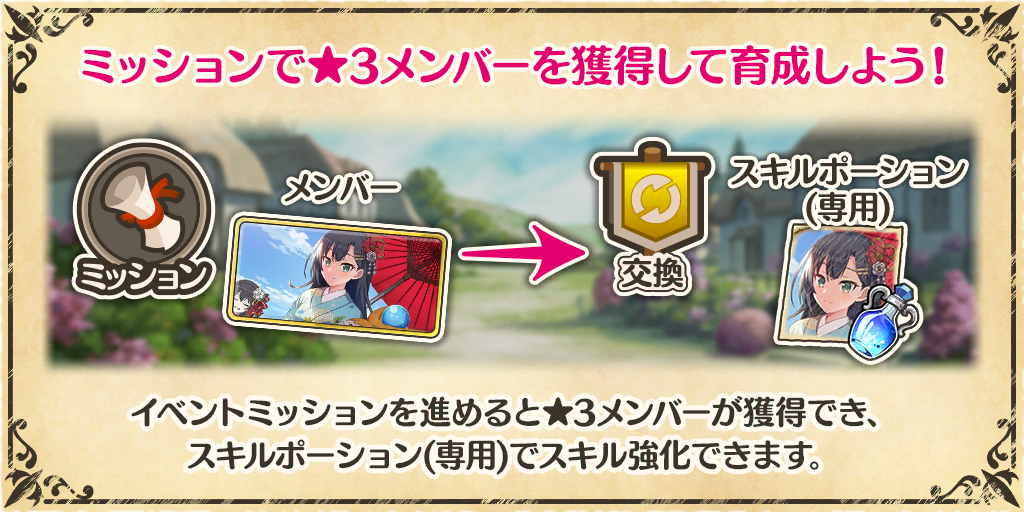 ミッションで★3メンバーを獲得して育成しよう!
メンバー
ミッション
交換
スキルポーション
(専用)
イベントミッションを進めると★3メンバーが獲得でき、
スキルポーション(専用)でスキル強化できます。